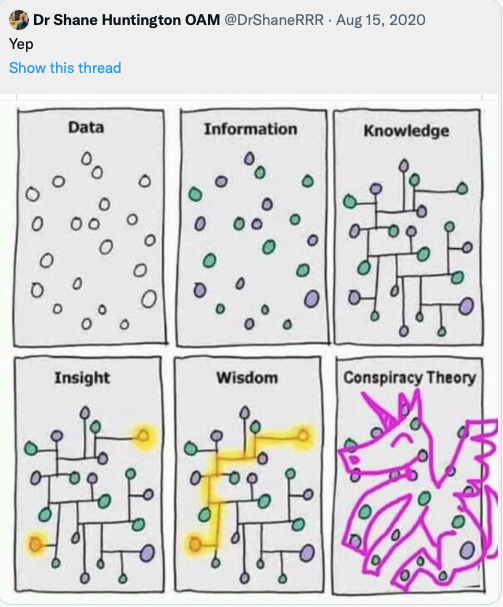 Dr Shane Huntington OAM @DrShaneRRR · Aug 15, 2020
Yep
Show this thread
Data
Information
Knowledge
Insight
Wisdom
Conspiracy Theory